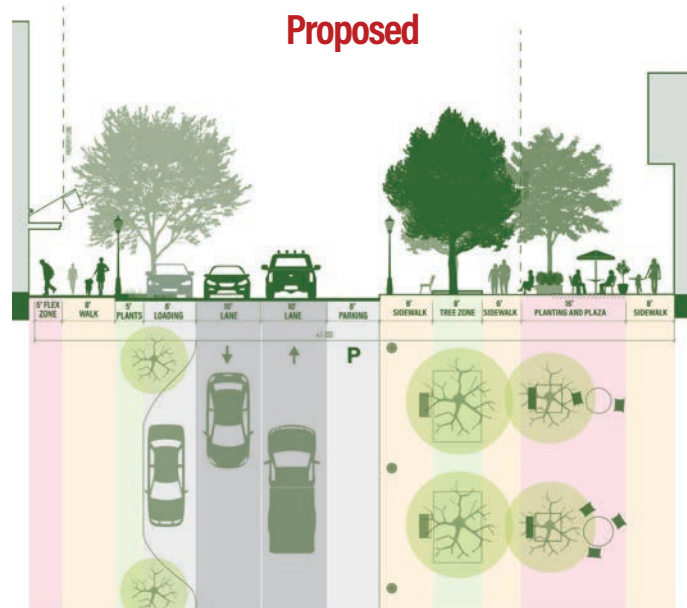 Proposed
5' FLEX ZONE
8' WALK
5' PLANTS
8' LOADING
10' LANE
10' LANE
8' PARKING
8' SIDEWALK
8' TREE ZONE
6' SIDEWALK
16' PLANTING AND PLAZA
8' SIDEWALK
P